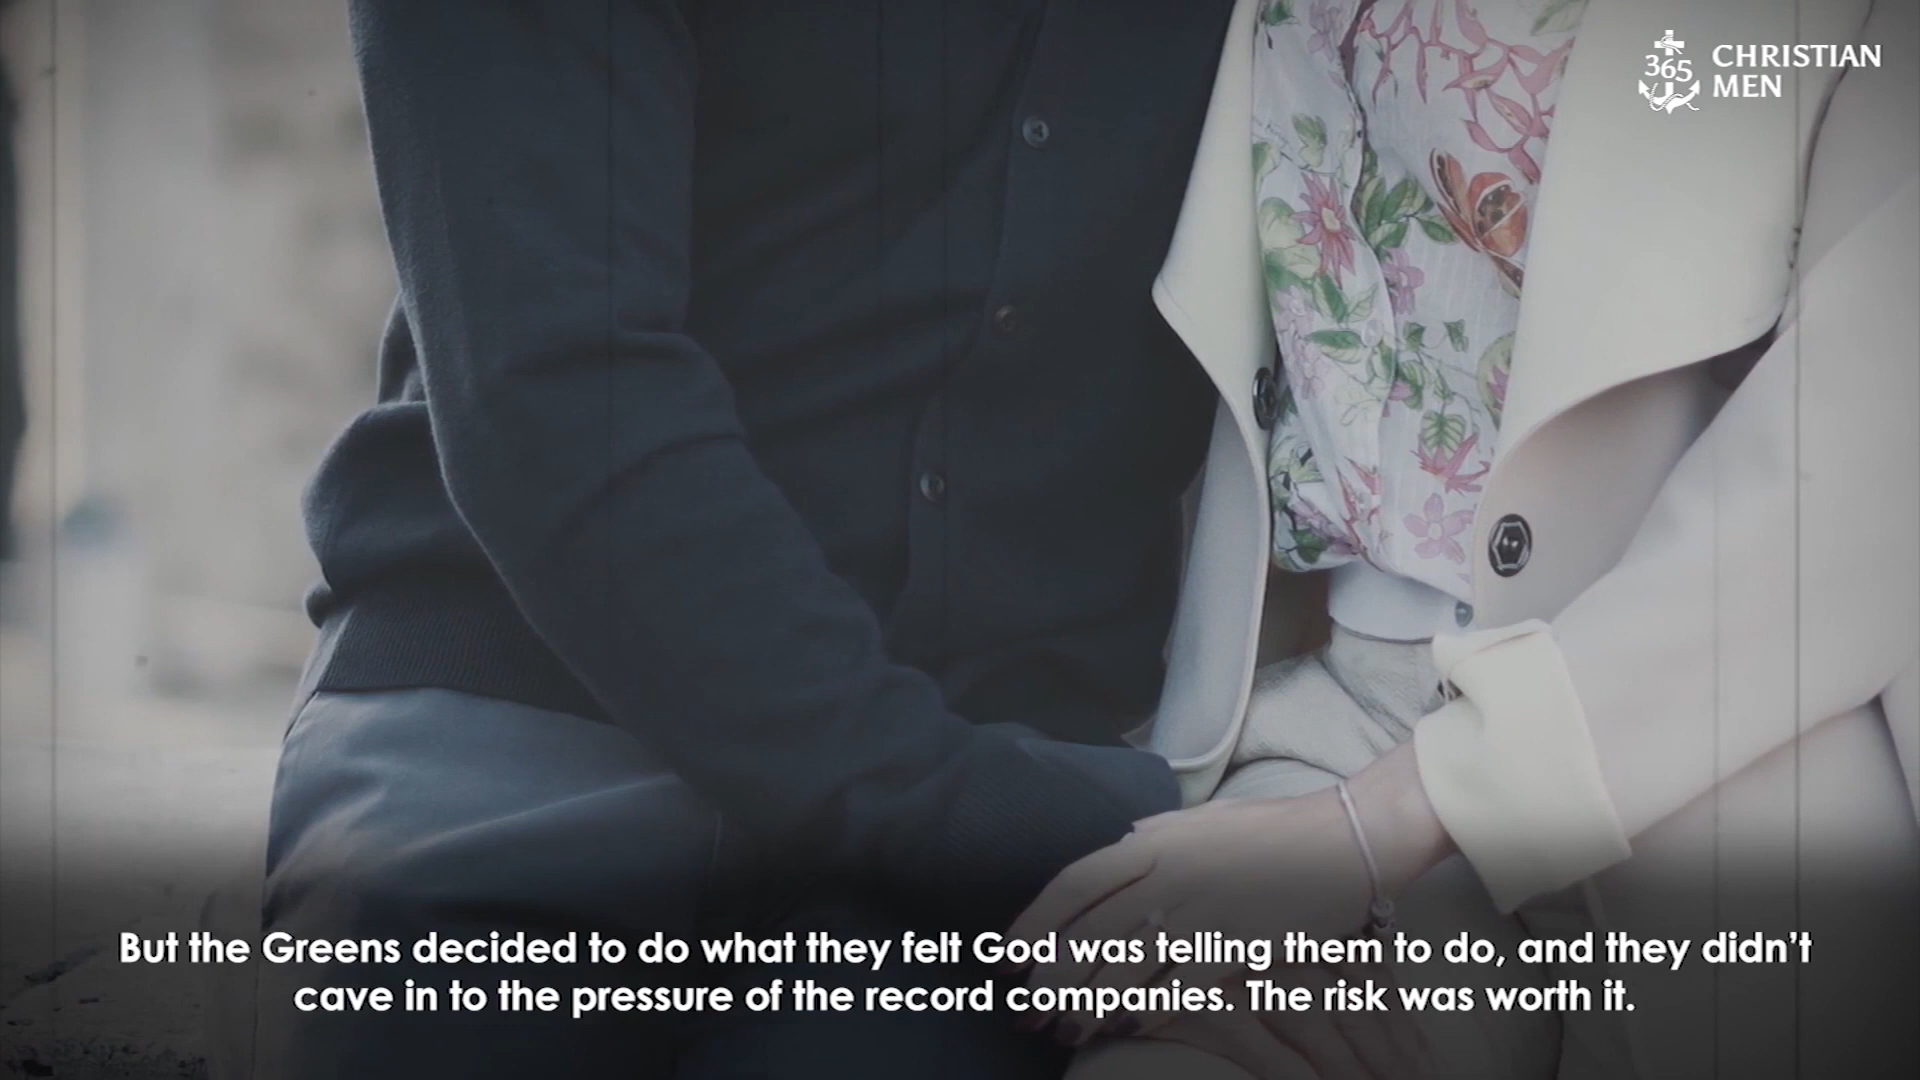 365
CHRISTIAN
MEN
But the Greens decided to do what they felt God was telling them to do, and they didn't
cave in to the pressure of the record companies. The risk was worth it.